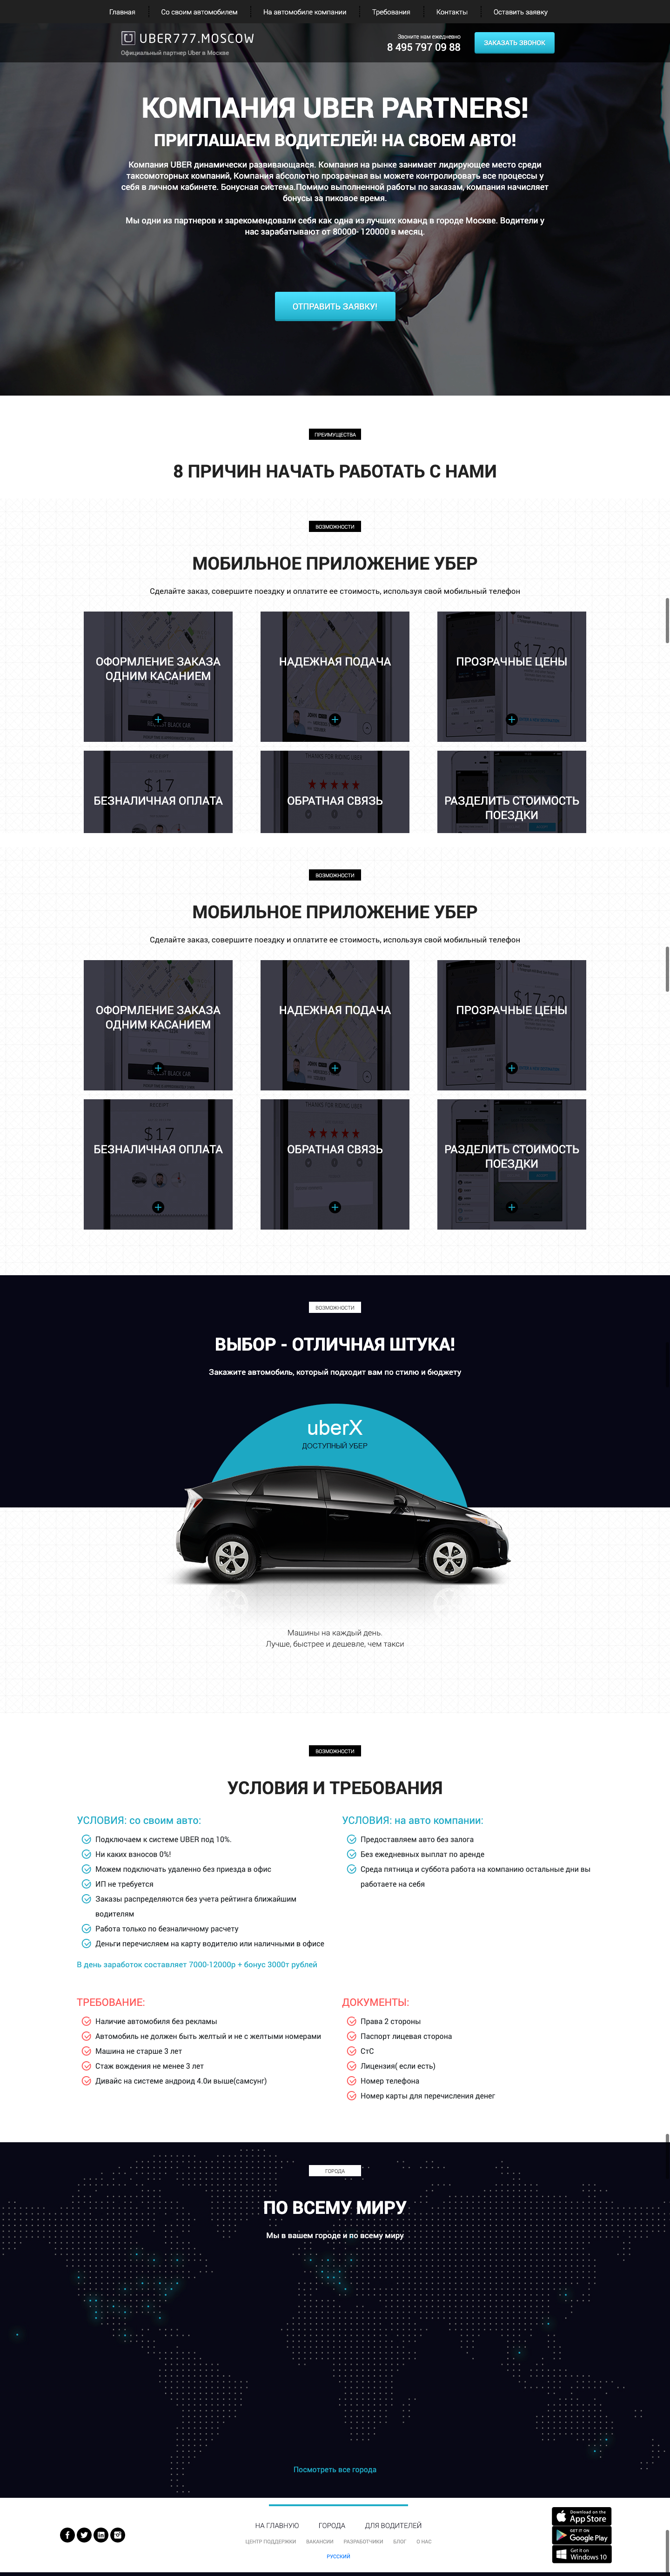 Главная Со своим автомобилем На автомобиле компании Требования Контакты Оставить заявку
UBER777.MOSCOW
Официальный партнер Uber в Москве
Звоните нам ежедневно
8 495 797 09 88
ЗАКАЗАТЬ ЗВОНОК
КОМПАНИЯ UBER PARTNERS!
ПРИГЛАШАЕМ ВОДИТЕЛЕЙ! НА СВОЕМ АВТО!
Компания UBER динамически развивающаяся. Компания на рынке занимает лидирующее место среди
таксомоторных компаний, Компания абсолютно прозрачная вы можете контролировать все процессы у
себя в личном кабинете. Бонусная система.Помимо выполненной работы по заказам, компания начисляет
бонусы за пиковое время.
Мы одни из партнеров и зарекомендовали себя как одна из лучших команд в городе Москве. Водители у
нас зарабатывают от 80000- 120000 в месяц.
ОТПРАВИТЬ ЗАЯВКУ!
ПРЕИМУЩЕСТВА
8 ПРИЧИН НАЧАТЬ РАБОТАТЬ С НАМИ
ВОЗМОЖНОСТИ
МОБИЛЬНОЕ ПРИЛОЖЕНИЕ УБЕР
Сделайте заказ, совершите поездку и оплатите ее стоимость, используя свой мобильный телефон
ОФОРМЛЕНИЕ ЗАКАЗА
ОДНИМ КАСАНИЕМ
НАДЕЖНАЯ ПОДАЧА
$17-20
ПРОЗРАЧНЫЕ ЦЕНЫ
RECEIPT
$17
БЕЗНАЛИЧНАЯ ОПЛАТА
THANKS FOR RIDING UBER
ОБРАТНАЯ СВЯЗЬ
РАЗДЕЛИТЬ СТОИМОСТЬ
ПОЕЗДКИ
ВОЗМОЖНОСТИ
МОБИЛЬНОЕ ПРИЛОЖЕНИЕ УБЕР
Сделайте заказ, совершите поездку и оплатите ее стоимость, используя свой мобильный телефон
ОФОРМЛЕНИЕ ЗАКАЗА
ОДНИМ КАСАНИЕМ
НАДЕЖНАЯ ПОДАЧА
$17-20
ПРОЗРАЧНЫЕ ЦЕНЫ
RECEIPT
$17
БЕЗНАЛИЧНАЯ ОПЛАТА
THANKS FOR RIDING UBER
ОБРАТНАЯ СВЯЗЬ
РАЗДЕЛИТЬ СТОИМОСТЬ
ПОЕЗДКИ
ВОЗМОЖНОСТИ
ВЫБОР - ОТЛИЧНАЯ ШТУКА!
Закажите автомобиль, который подходит вам по стилю и бюджету
uberX
ДОСТУПНЫЙ УБЕР
Машины на каждый день.
Лучше, быстрее и дешевле, чем такси
ВОЗМОЖНОСТИ
УСЛОВИЯ И ТРЕБОВАНИЯ
УСЛОВИЯ: со своим авто:
Подключаем к системе UBER под 10%.
Ни каких взносов 0%!
Можем подключать удаленно без приезда в офис
ИП не требуется
Заказы распределяются без учета рейтинга ближайшим
водителям
Работа только по безналичному расчету
Деньги перечисляем на карту водителю или наличными в офисе
В день заработок составляет 7000-12000р + бонус 3000т рублей
УСЛОВИЯ: на авто компании:
Предоставляем авто без залога
Без ежедневных выплат по аренде
Среда пятница и суббота работа на компанию остальные дни вы
работаете на себя
ТРЕБОВАНИЕ:
Наличие автомобиля без рекламы
Автомобиль не должен быть желтый и не с желтыми номерами
Машина не старше 3 лет
Стаж вождения не менее 3 лет
Дивайс на системе андроид 4.0и выше(самсунг)
ДОКУМЕНТЫ:
Права 2 стороны
Паспорт лицевая сторона
СтС
Лицензия( если есть)
Номер телефона
Номер карты для перечисления денег
ГОРОДА
ПО ВСЕМУ МИРУ
Мы в вашем городе и по всему миру
Посмотреть все города
НА ГЛАВНУЮ ГОРОДА ДЛЯ ВОДИТЕЛЕЙ
ЦЕНТР ПОДДЕРЖКИ ВАКАНСИИ РАЗРАБОТЧИКИ БЛОГ О НАС
РУССКИЙ
Download on the
App Store
GET IT ON
Google Play
Get it on
Windows 10